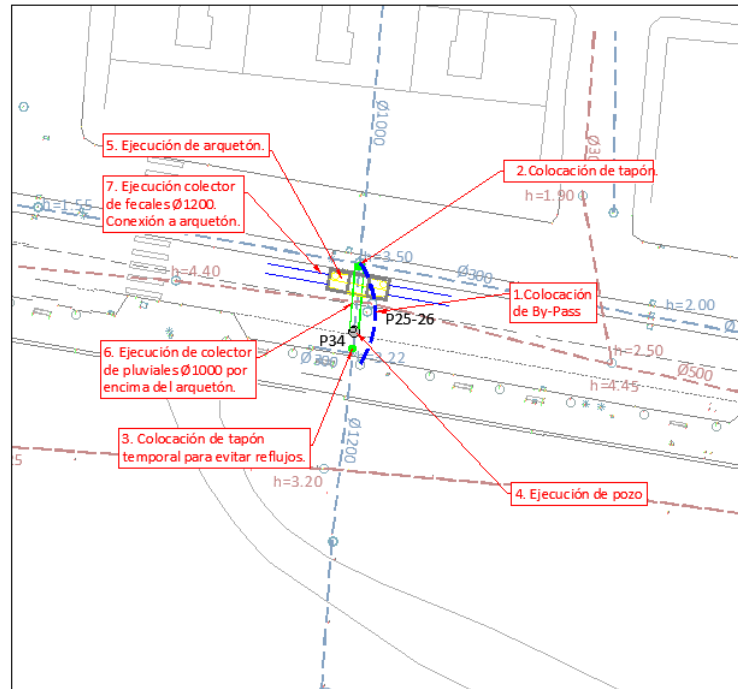 Ø1000
Ø30
5. Ejecución de arquetón.
2.Colocación de tapón.
7. Ejecución colector
de fecales Ø1200.
Conexión a arquetón.
h=1.90
h=1.55
h=3.50
h=4.40
Ø300
1.Colocación
de By-Pass
h=2.00
P25-26
P34
h=2.50
6. Ejecución de colector
de pluviales Ø1000 por
encima del arquetón.
Ø300
3.22
Ø500
h=4.45
3. Colocación de tapón
temporal para evitar reflujos.
Ø1200
25
h=3.20
4. Ejecución de pozo